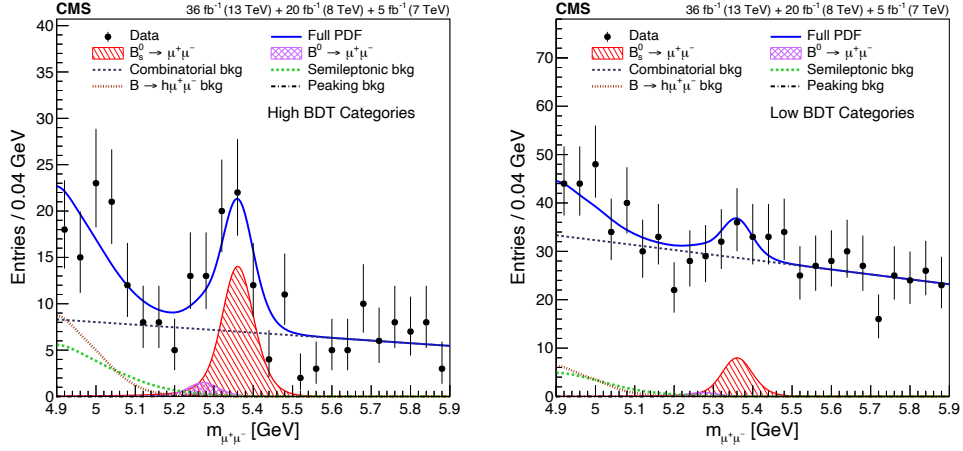 CMS 36 fb⁻¹ (13 TeV) + 20 fb⁻¹ (8 TeV) + 5 fb⁻¹ (7 TeV)
Data Full PDF
B⁰ₛ → μ⁺μ⁻ B⁰ → μ⁺μ⁻
Combinatorial bkg Semileptonic bkg
B → hμ⁺μ⁻ bkg Peaking bkg
High BDT Categories
Entries / 0.04 GeV
40
35
30
25
20
15
10
5
0
4.9 5 5.1 5.2 5.3 5.4 5.5 5.6 5.7 5.8 5.9
m_μ⁺μ⁻ [GeV]
CMS 36 fb⁻¹ (13 TeV) + 20 fb⁻¹ (8 TeV) + 5 fb⁻¹ (7 TeV)
Data Full PDF
B⁰ₛ → μ⁺μ⁻ B⁰ → μ⁺μ⁻
Combinatorial bkg Semileptonic bkg
B → hμ⁺μ⁻ bkg Peaking bkg
Low BDT Categories
Entries / 0.04 GeV
70
60
50
40
30
20
10
0
4.9 5 5.1 5.2 5.3 5.4 5.5 5.6 5.7 5.8 5.9
m_μ⁺μ⁻ [GeV]